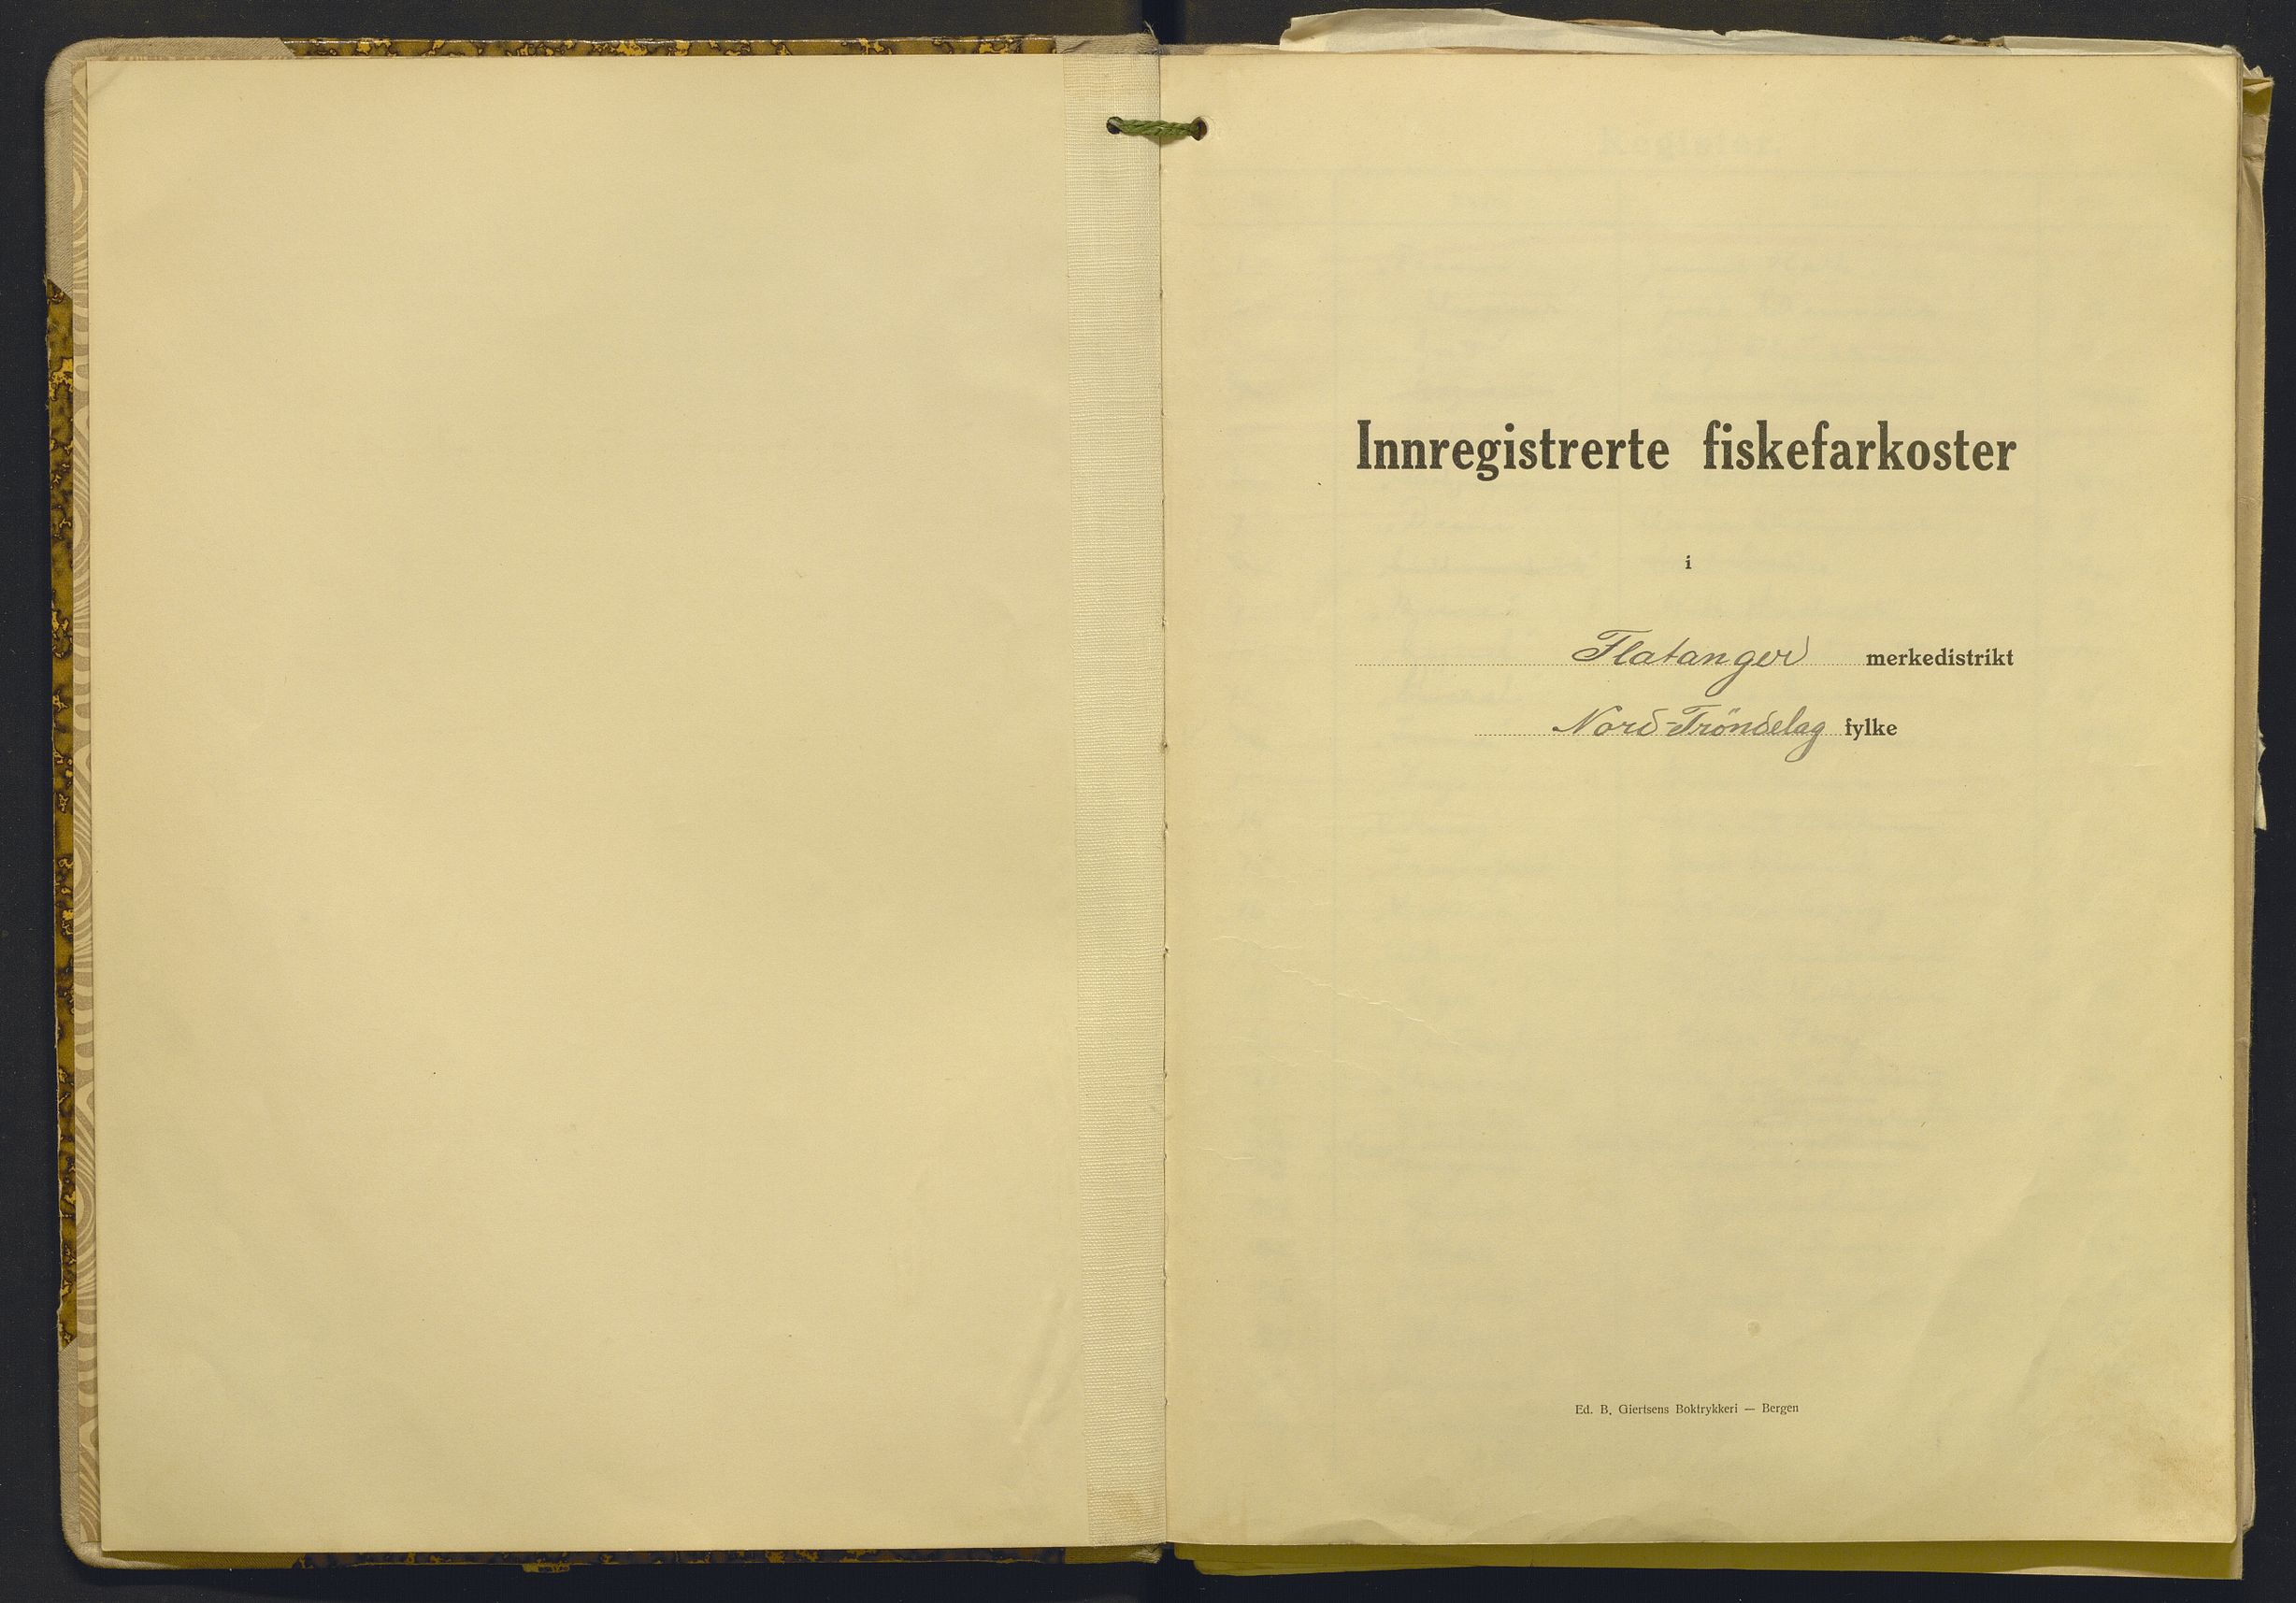 Innregistrerte fiskefarkoster
i
Flatanger merkedistrikt
Nord-Tröndelag fylke
Ed. B. Giertsens Boktrykkeri — Bergen